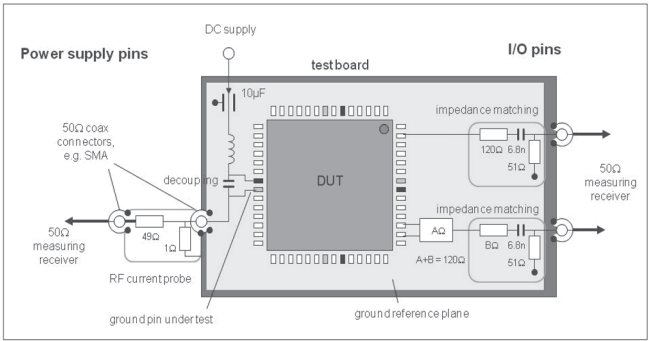 DC supply
Power supply pins
I/O pins
test board
10µF
impedance matching
50Ω coax
connectors,
e.g. SMA
120Ω
6.8n
51Ω
50Ω
measuring
receiver
decoupling
DUT
impedance matching
50Ω
measuring
receiver
49Ω
1Ω
AΩ
BΩ
6.8n
A+B = 120Ω
51Ω
RF current probe
ground pin under test
ground reference plane